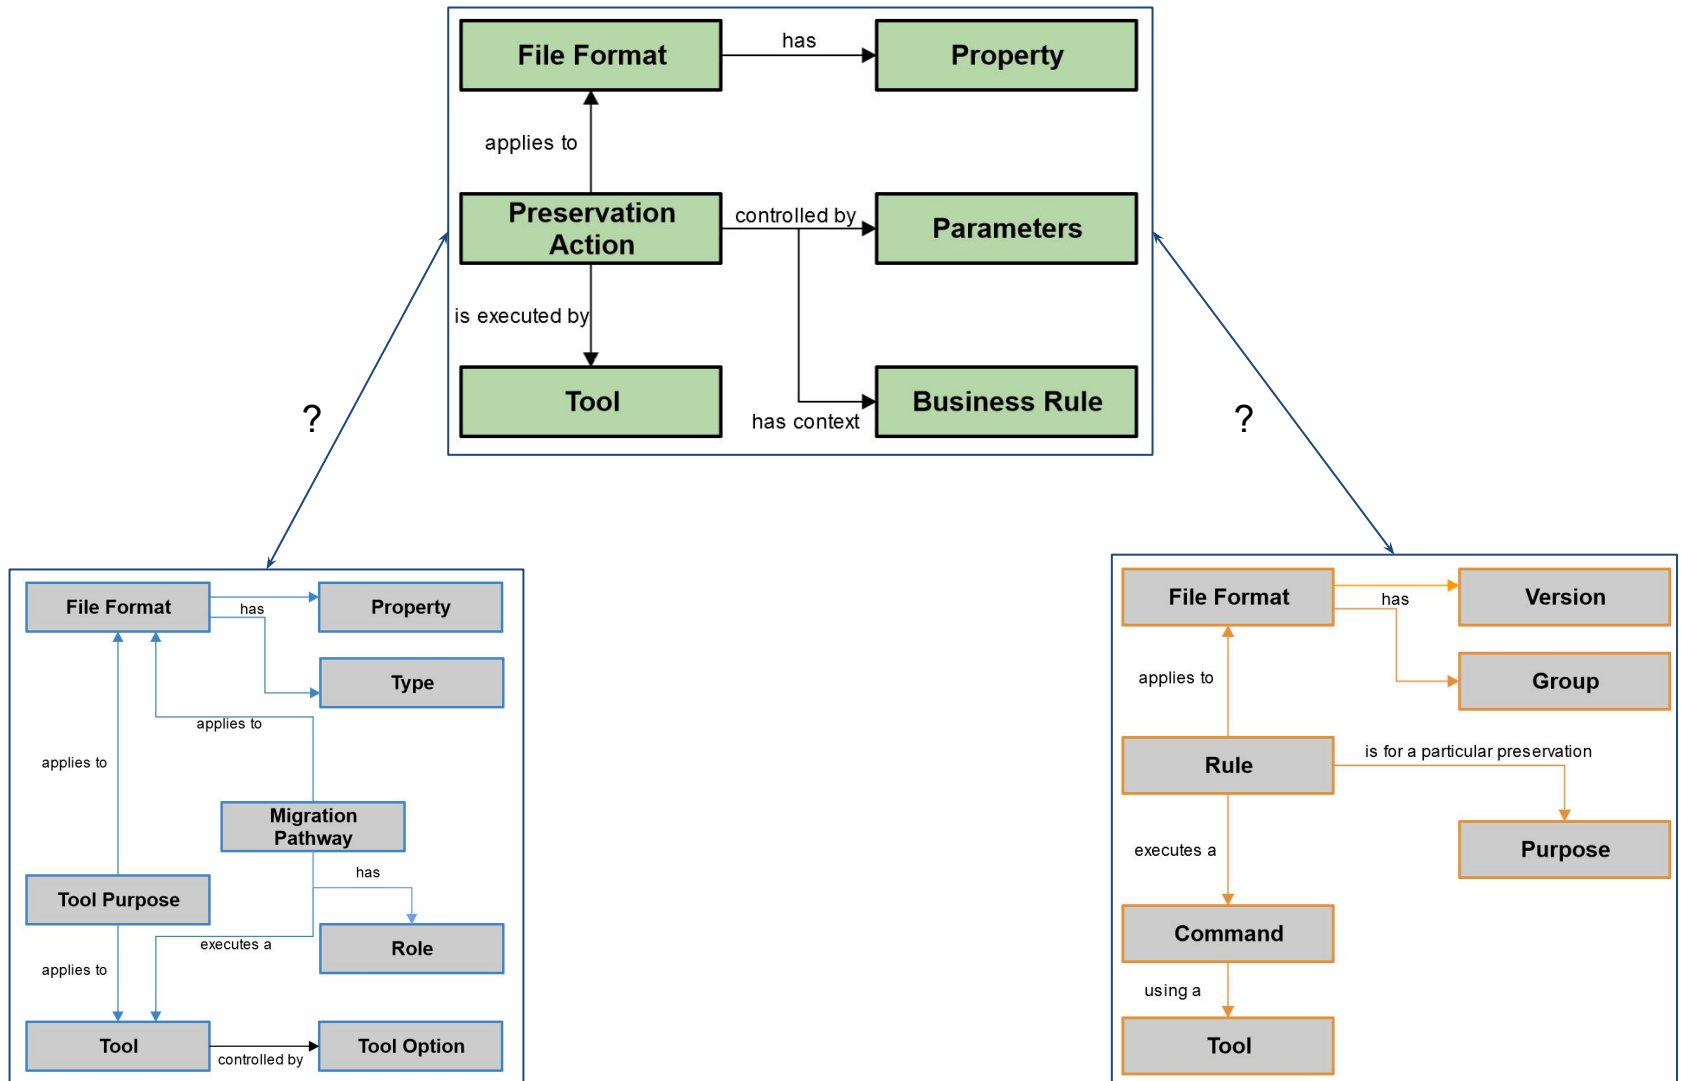 File Format
has
Property
applies to
Preservation
Action
controlled by
Parameters
is executed by
Tool
has context
Business Rule
?
?
File Format
has
Property
Type
applies to
applies to
Migration
Pathway
has
Tool Purpose
Role
executes a
applies to
Tool
controlled by
Tool Option
File Format
has
Version
Group
applies to
Rule
is for a particular preservation
Purpose
executes a
Command
using a
Tool